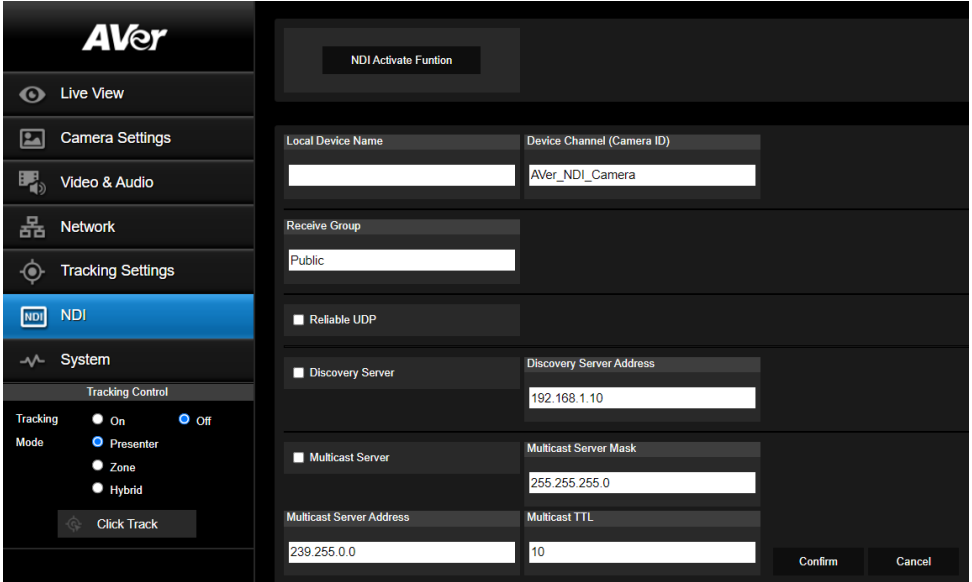 AVer
Live View
Camera Settings
Video & Audio
Network
Tracking Settings
NDI NDI
System
Tracking Control
Tracking On Off
Mode Presenter
Zone
Hybrid
Click Track
NDI Activate Funtion
Local Device Name Device Channel (Camera ID)
AVer_NDI_Camera
Receive Group
Public
Reliable UDP
Discovery Server Address
Discovery Server
192.168.1.10
Multicast Server Mask
Multicast Server
255.255.255.0
Multicast Server Address Multicast TTL
239.255.0.0 10
Confirm Cancel